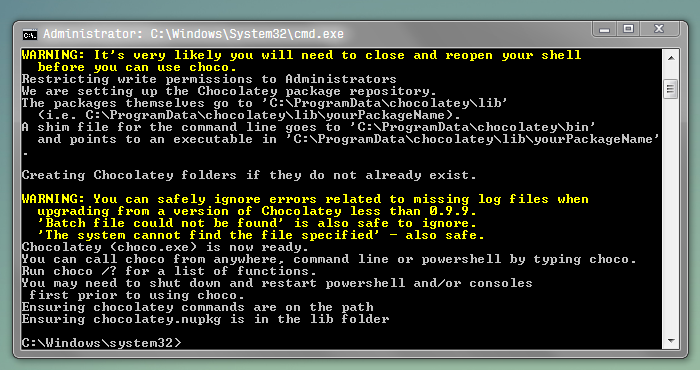 Administrator: C:\Windows\System32\cmd.exe
WARNING: It's very likely you will need to close and reopen your shell
before you can use choco.
Restricting write permissions to Administrators
We are setting up the Chocolatey package repository.
The packages themselves go to 'C:\ProgramData\chocolatey\lib'
(i.e. C:\ProgramData\chocolatey\lib\yourPackageName).
A shim file for the command line goes to 'C:\ProgramData\chocolatey\bin'
and points to an executable in 'C:\ProgramData\chocolatey\lib\yourPackageName'
.
Creating Chocolatey folders if they do not already exist.
WARNING: You can safely ignore errors related to missing log files when
upgrading from a version of Chocolatey less than 0.9.9.
'Batch file could not be found' is also safe to ignore.
'The system cannot find the file specified' - also safe.
Chocolatey (choco.exe) is now ready.
You can call choco from anywhere, command line or powershell by typing choco.
Run choco /? for a list of functions.
You may need to shut down and restart powershell and/or consoles
first prior to using choco.
Ensuring chocolatey commands are on the path
Ensuring chocolatey.nupkg is in the lib folder
C:\Windows\system32>